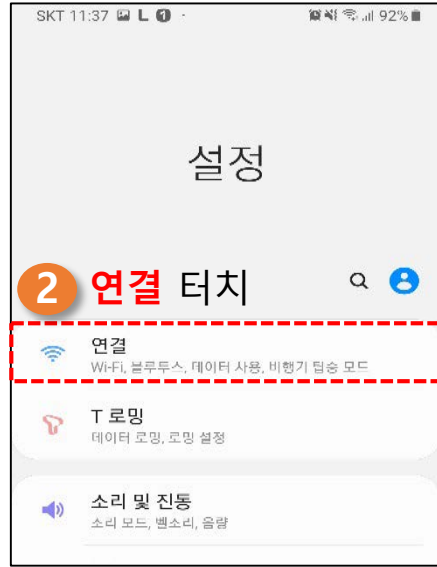 SKT 11:37 L 1 92%
설정
2 연결 터치
연결
Wi-Fi, 블루투스, 데이터 사용, 비행기 탑승 모드
T 로밍
데이터 로밍, 로밍 설정
소리 및 진동
소리 모드, 벨소리, 음량